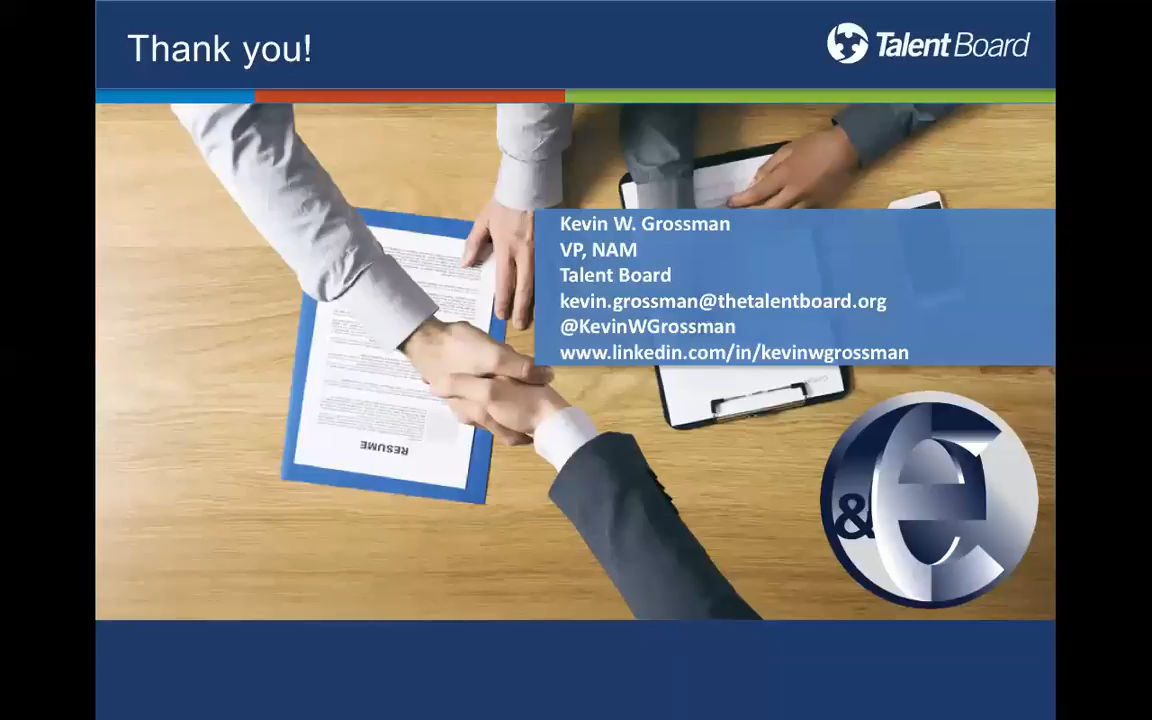 Thank you!
Talent Board
Kevin W. Grossman
VP, NAM
Talent Board
kevin.grossman@thetalentboard.org
@KevinWGrossman
www.linkedin.com/in/kevinwgrossman
RESUME
&e